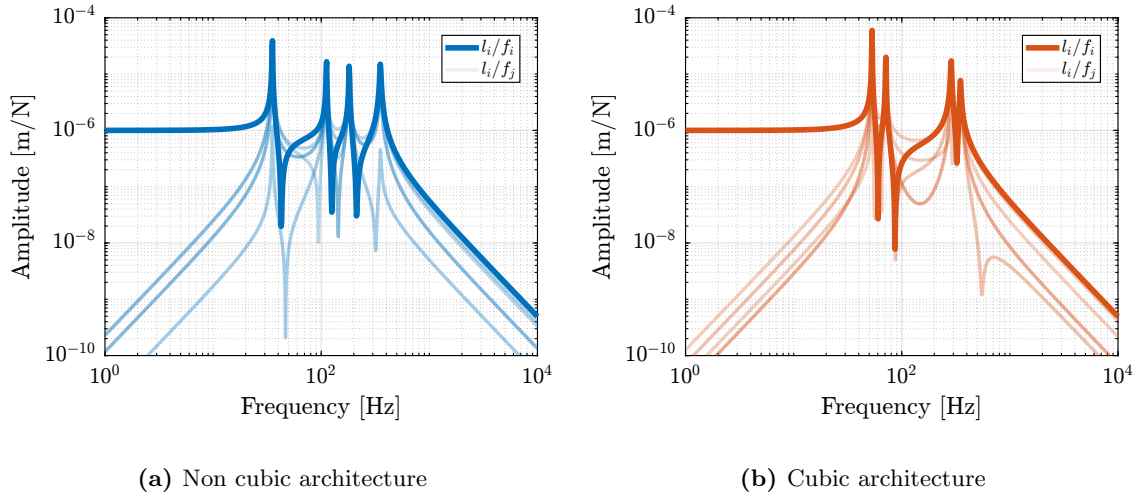 10^{-4}
10^{-6}
10^{-8}
10^{-10}
Amplitude [m/N]
l_i/f_i
l_i/f_j
10^0
10^2
10^4
Frequency [Hz]
(a) Non cubic architecture
10^{-4}
10^{-6}
10^{-8}
10^{-10}
Amplitude [m/N]
l_i/f_i
l_i/f_j
10^0
10^2
10^4
Frequency [Hz]
(b) Cubic architecture